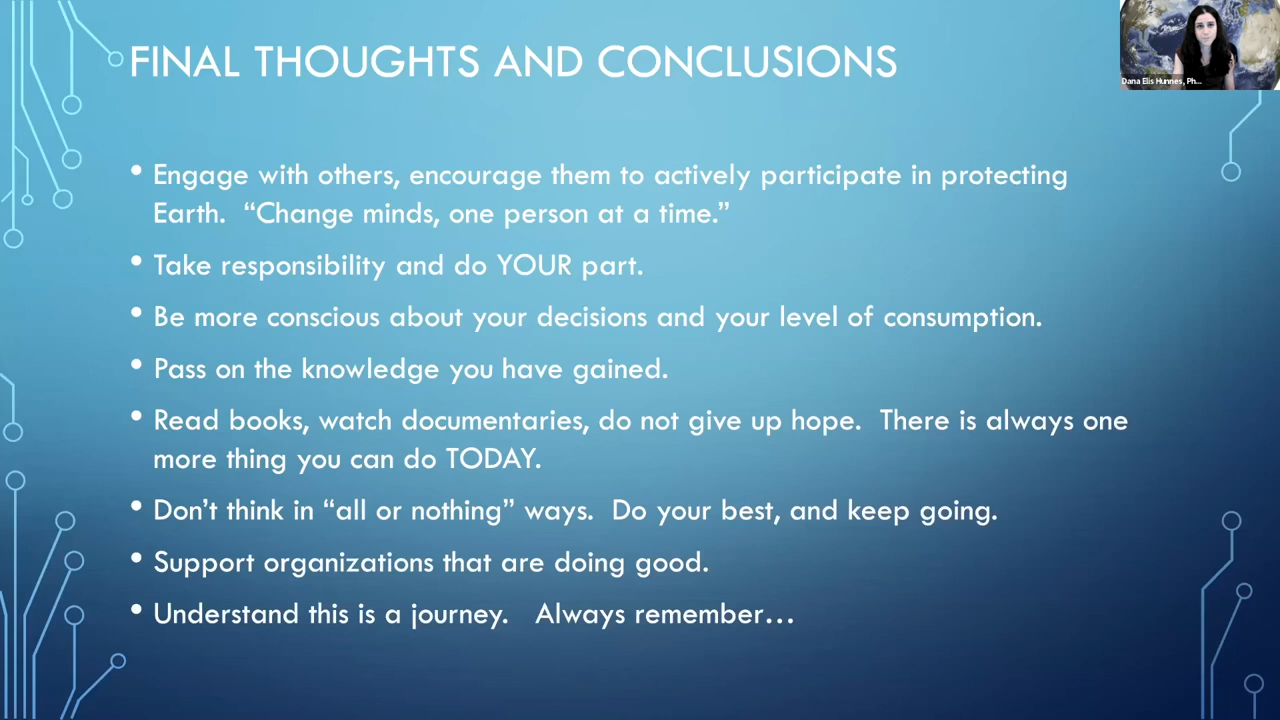 FINAL THOUGHTS AND CONCLUSIONS
Dana Elis Hunnes, Ph...
• Engage with others, encourage them to actively participate in protecting
Earth.  “Change minds, one person at a time.”
• Take responsibility and do YOUR part.
• Be more conscious about your decisions and your level of consumption.
• Pass on the knowledge you have gained.
• Read books, watch documentaries, do not give up hope.  There is always one
more thing you can do TODAY.
• Don’t think in “all or nothing” ways.  Do your best, and keep going.
• Support organizations that are doing good.
• Understand this is a journey.   Always remember…